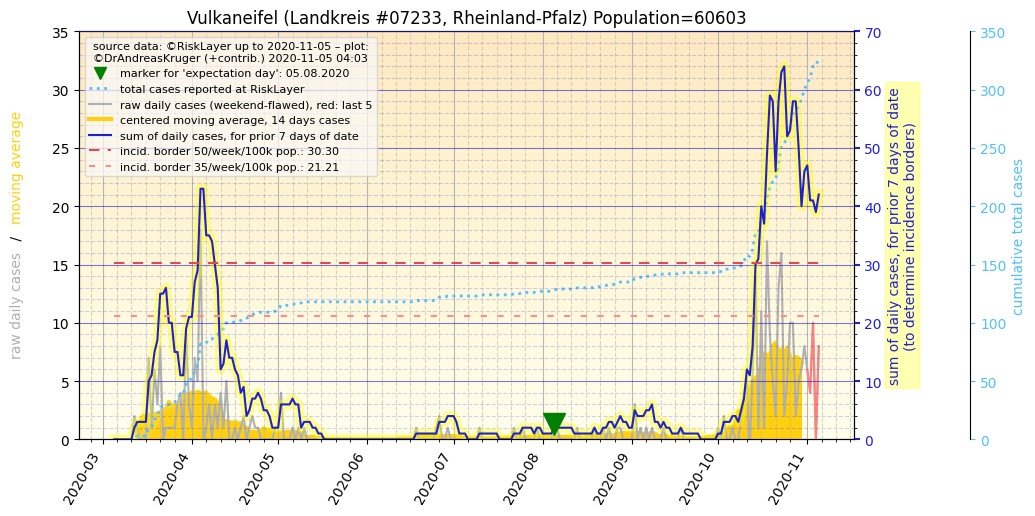 Vulkaneifel (Landkreis #07233, Rheinland-Pfalz) Population=60603
source data: ©RiskLayer up to 2020-11-05 – plot:
©DrAndreasKruger (+contrib.) 2020-11-05 04:03
marker for 'expectation day': 05.08.2020
total cases reported at RiskLayer
raw daily cases (weekend-flawed), red: last 5
centered moving average, 14 days cases
sum of daily cases, for prior 7 days of date
incid. border 50/week/100k pop.: 30.30
incid. border 35/week/100k pop.: 21.21
raw daily cases / moving average
35
30
25
20
15
10
5
0
2020-03
2020-04
2020-05
2020-06
2020-07
2020-08
2020-09
2020-10
2020-11
70
60
50
40
30
20
10
0
sum of daily cases, for prior 7 days of date
(to determine incidence borders)
350
300
250
200
150
100
50
0
cumulative total cases